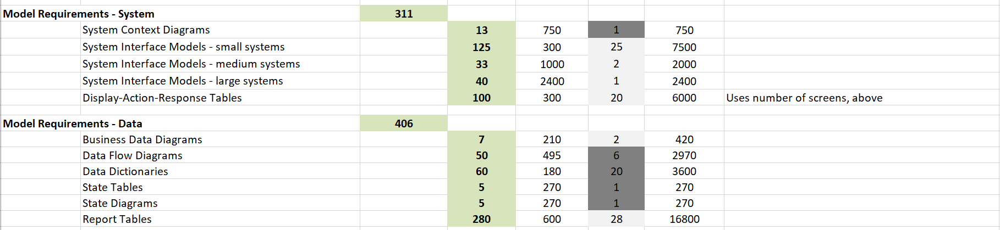 Model Requirements - System 311
System Context Diagrams 13 750 1 750
System Interface Models - small systems 125 300 25 7500
System Interface Models - medium systems 33 1000 2 2000
System Interface Models - large systems 40 2400 1 2400
Display-Action-Response Tables 100 300 20 6000 Uses number of screens, above
Model Requirements - Data 406
Business Data Diagrams 7 210 2 420
Data Flow Diagrams 50 495 6 2970
Data Dictionaries 60 180 20 3600
State Tables 5 270 1 270
State Diagrams 5 270 1 270
Report Tables 280 600 28 16800